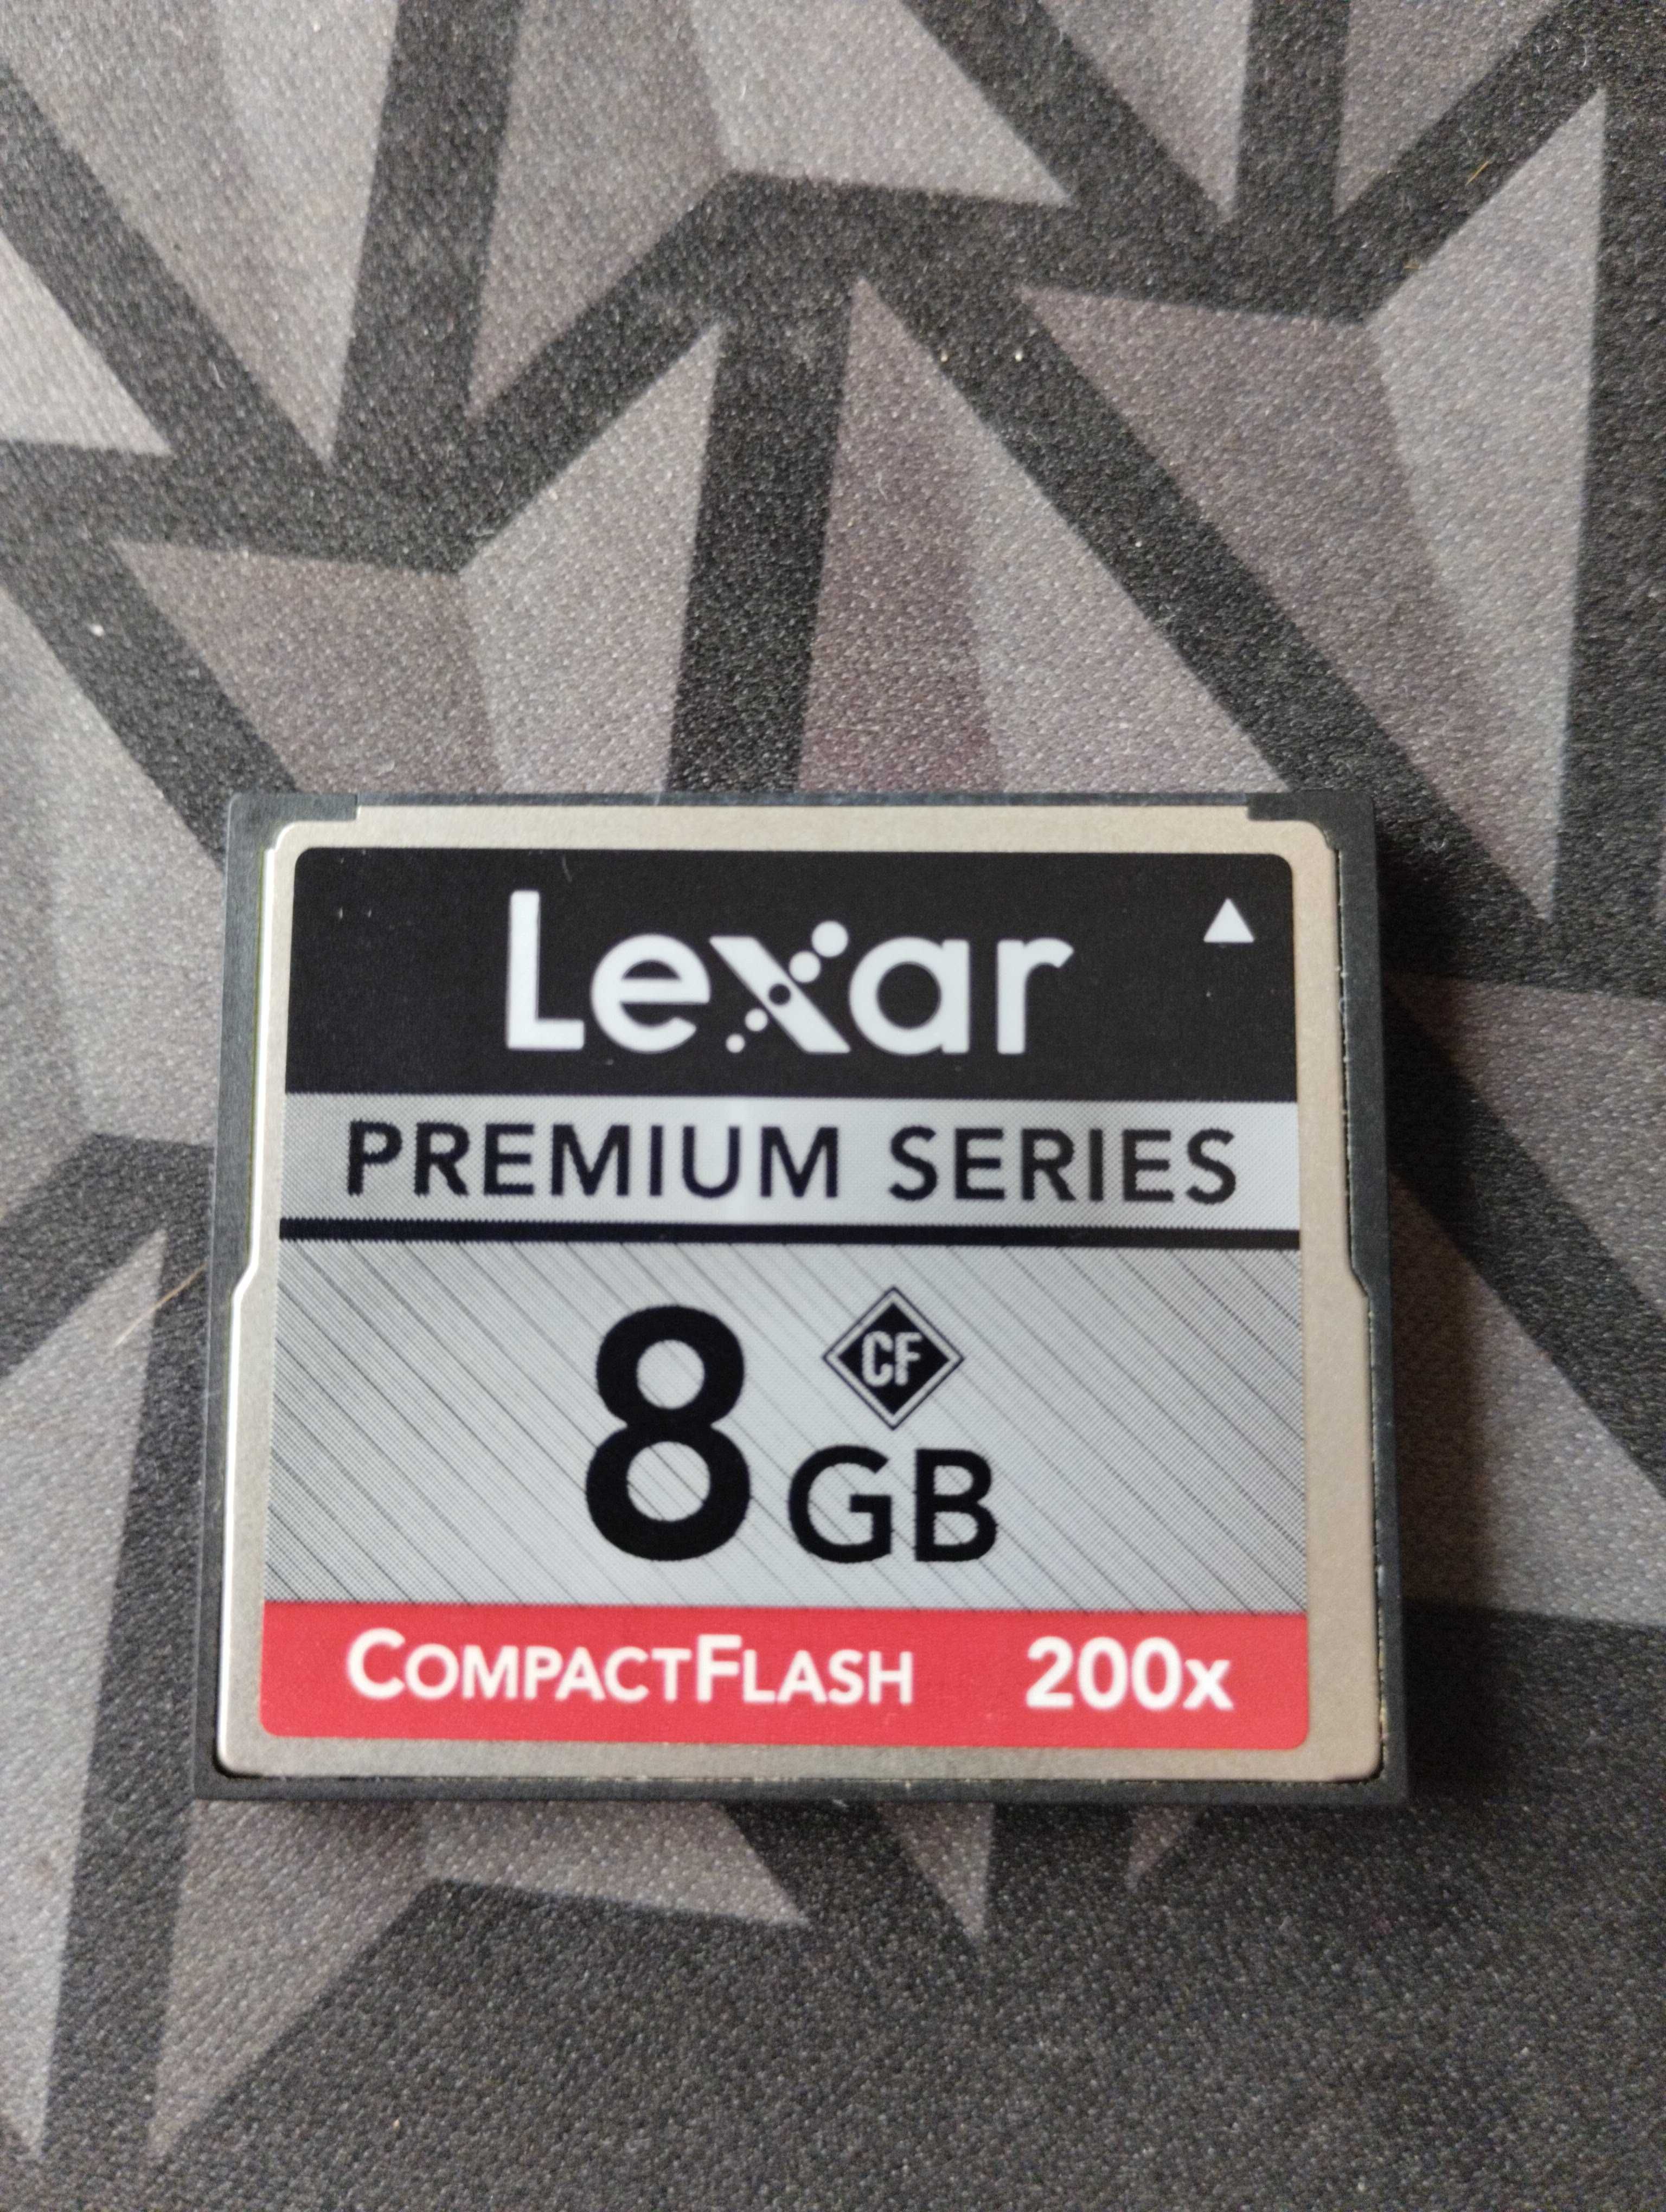 Lexar
PREMIUM SERIES
CF
8 GB
COMPACTFLASH 200x